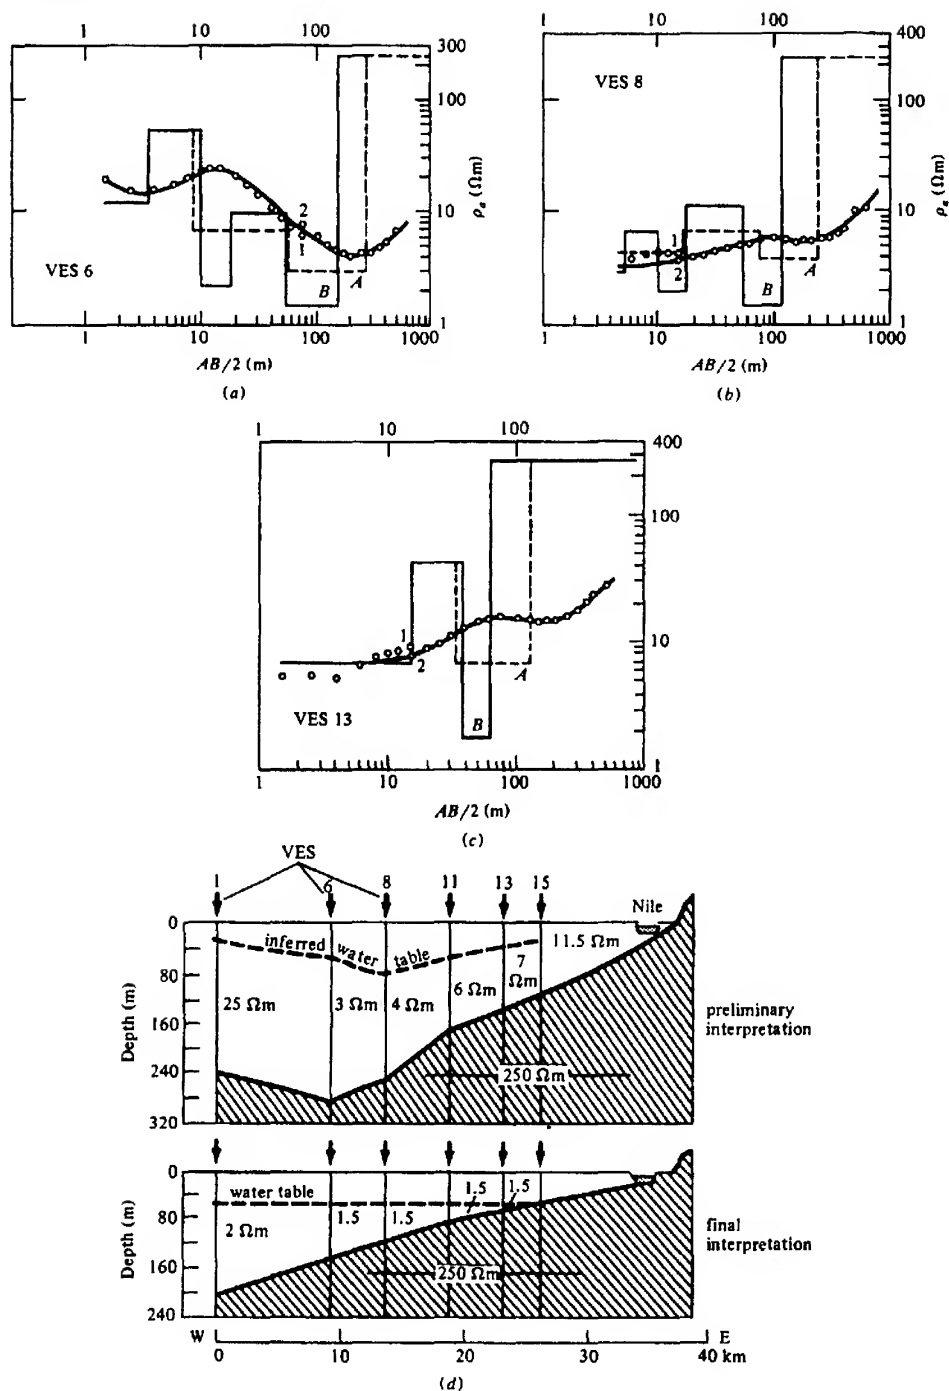 1 10 100
300
100
10
1
ρa (Ωm)
2
1
B
A
VES 6
1 10 100 1000
AB/2 (m)
(a)
1 10 100
400
100
10
1
ρa (Ωm)
VES 8
1
2
B
A
1 10 100 1000
AB/2 (m)
(b)
1 10 100
400
100
10
1
1
2
B
A
VES 13
1 10 100 1000
AB/2 (m)
(c)
VES
1 6 8 11 13 15
Nile
0
80
160
240
320
Depth (m)
inferred water table
11.5 Ωm
25 Ωm 3 Ωm 4 Ωm 6 Ωm 7 Ωm
250 Ωm
preliminary
interpretation
0
80
160
240
Depth (m)
water table
2 Ωm 1.5 1.5 1.5 1.5
250 Ωm
final
interpretation
W E
0 10 20 30 40 km
(d)